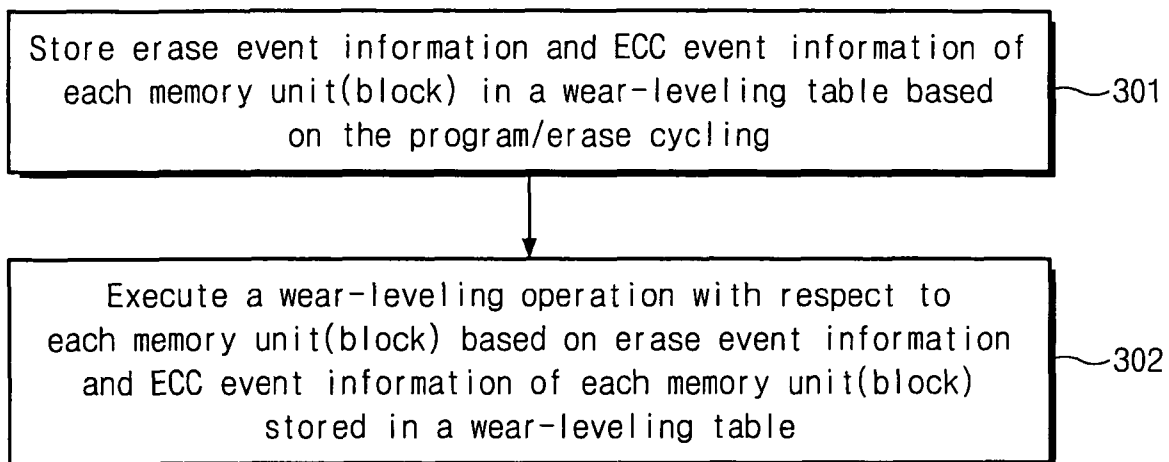 Store erase event information and ECC event information of
each memory unit(block) in a wear-leveling table based
on the program/erase cycling
301
Execute a wear-leveling operation with respect to
each memory unit(block) based on erase event information
and ECC event information of each memory unit(block)
stored in a wear-leveling table
302